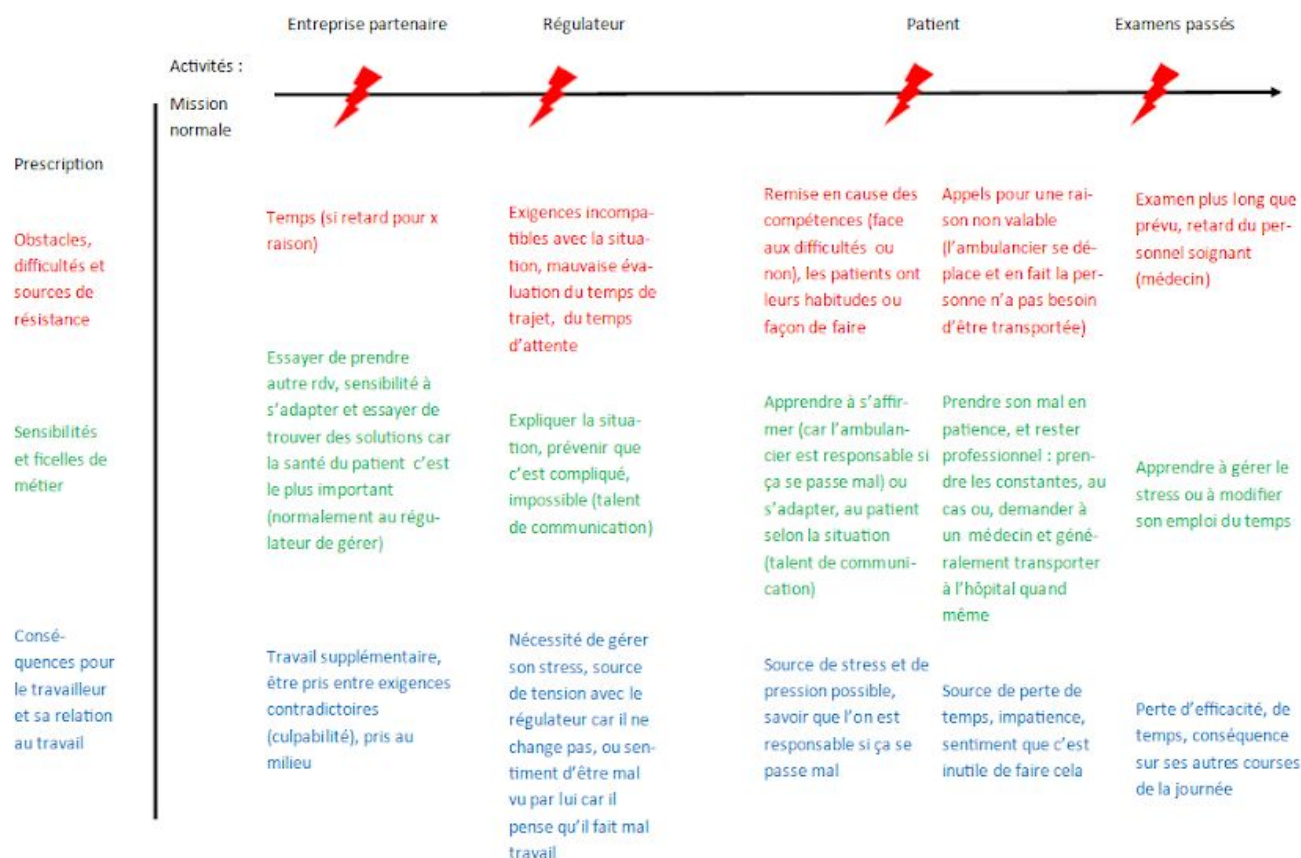 Entreprise partenaire
Régulateur
Patient
Examens passés
Activités :
Mission
normale
Prescription
Obstacles,
difficultés et
sources de
résistance
Temps (si retard pour x
raison)
Exigences incompa-
tibles avec la situa-
tion, mauvaise éva-
luation du temps de
trajet, du temps
d'attente
Remise en cause des
compétences (face
aux difficultés ou
non), les patients ont
leurs habitudes ou
façon de faire
Appels pour une rai-
son non valable
(l'ambulancier se dé-
place et en fait la per-
sonne n'a pas besoin
d'être transportée)
Examen plus long que
prévu, retard du per-
sonnel soignant
(médecin)
Sensibilités
et ficelles de
métier
Essayer de prendre
autre rdv, sensibilité à
s'adapter et essayer de
trouver des solutions car
la santé du patient c'est
le plus important
(normalement au régu-
lateur de gérer)
Expliquer la situa-
tion, prévenir que
c'est compliqué,
impossible (talent
de communication)
Apprendre à s'affir-
mer (car l'ambulan-
cier est responsable si
ça se passe mal) ou
s'adapter, au patient
selon la situation
(talent de communi-
cation)
Prendre son mal en
patience, et rester
professionnel : pren-
dre les constantes, au
cas ou, demander à
un médecin et géné-
ralement transporter
à l'hôpital quand
même
Apprendre à gérer le
stress ou à modifier
son emploi du temps
Consé-
quences pour
le travailleur
et sa relation
au travail
Travail supplémentaire,
être pris entre exigences
contradictoires
(culpabilité), pris au
milieu
Nécessité de gérer
son stress, source
de tension avec le
régulateur car il ne
change pas, ou sen-
timent d'être mal
vu par lui car il
pense qu'il fait mal
travail
Source de stress et de
pression possible,
savoir que l'on est
responsable si ça se
passe mal
Source de perte de
temps, impatience,
sentiment que c'est
inutile de faire cela
Perte d'efficacité, de
temps, conséquence
sur ses autres courses
de la journée